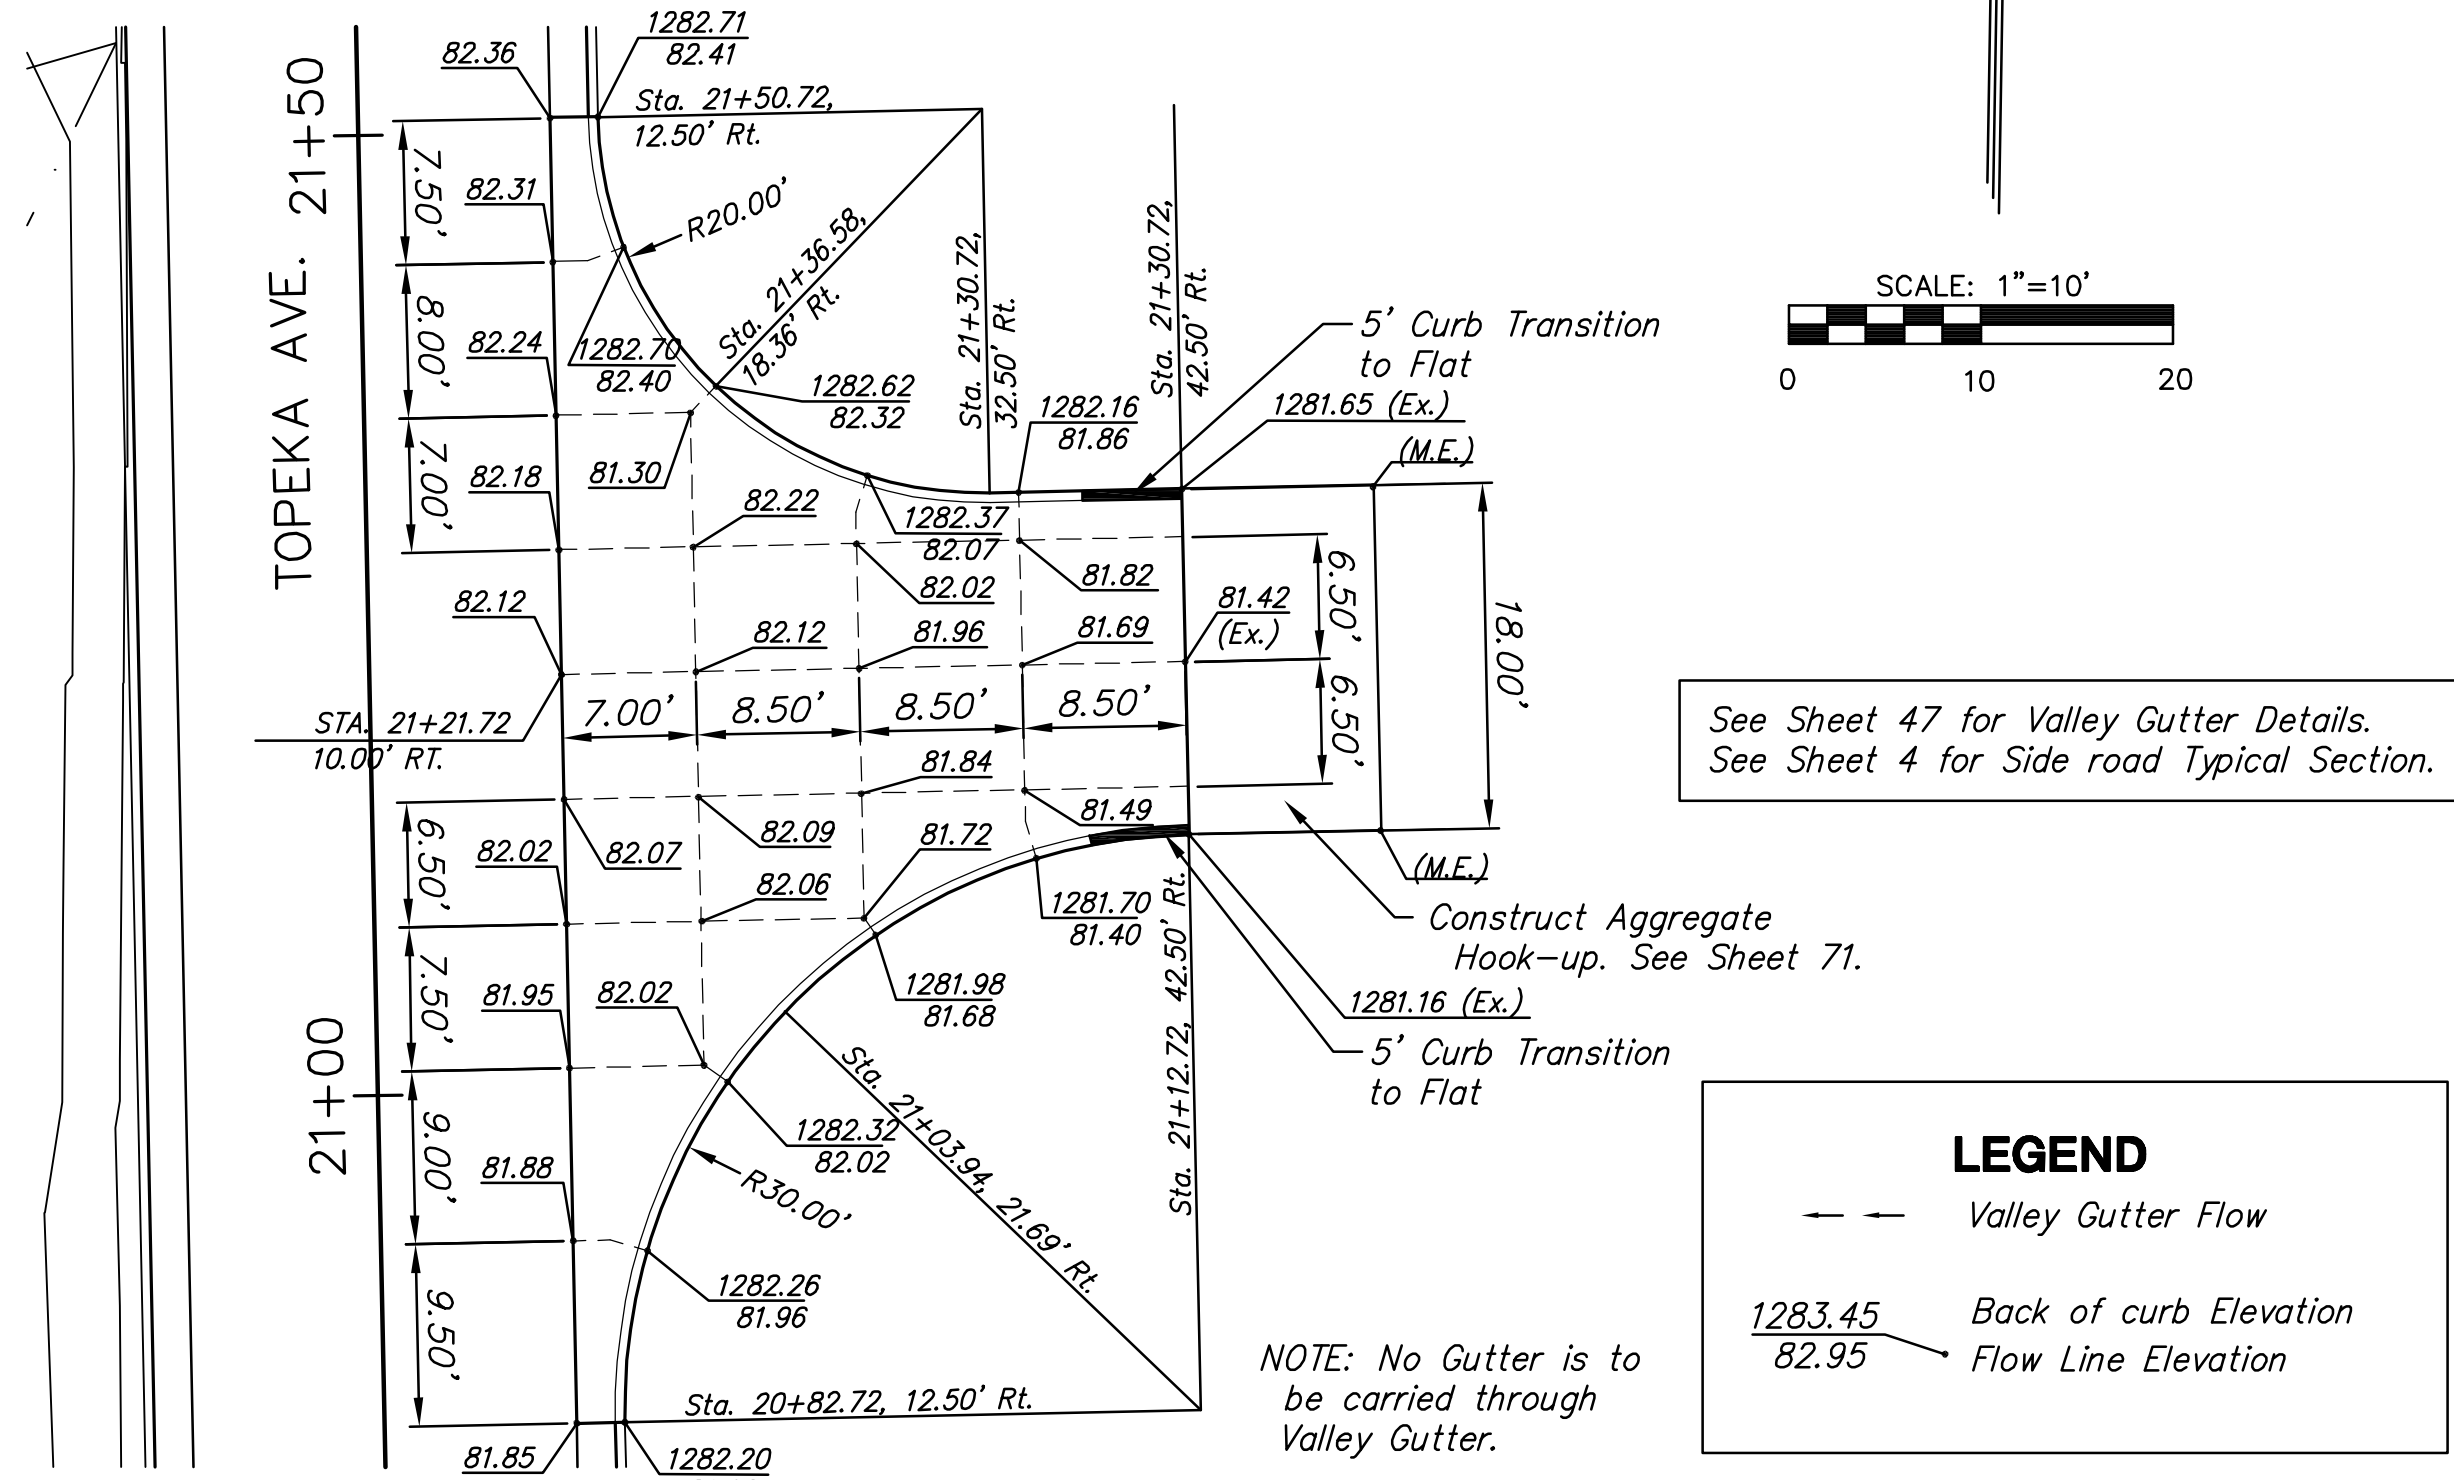 1282.71
82.41
82.36
Sta. 21+50.72,
12.50' Rt.
21+50
TOPEKA AVE.
21+00
7.50'
8.00'
7.00'
82.31
R20.00'
Sta. 21+36.58,
18.36' Rt.
Sta. 21+30.72,
32.50' Rt.
Sta. 21+30.72,
42.50' Rt.
82.24
1282.70
82.40
1282.62
82.32
1282.16
81.86
5' Curb Transition
to Flat
1281.65 (Ex.)
(M.E.)
SCALE: 1"=10'
0 10 20
82.18
81.30
82.22
1282.37
82.07
82.02
81.82
6.50'
6.50'
18.00'
82.12
82.12
81.96
81.69
81.42
(Ex.)
STA. 21+21.72
10.00' RT.
7.00' 8.50' 8.50' 8.50'
See Sheet 47 for Valley Gutter Details.
See Sheet 4 for Side road Typical Section.
81.84
81.49
6.50'
82.02
82.07
82.09
81.72
82.06
(M.E.)
1281.70
81.40
Construct Aggregate
Hook-up. See Sheet 71.
7.50'
81.95
82.02
1281.98
81.68
Sta. 21+12.72, 42.50' Rt.
1281.16 (Ex.)
5' Curb Transition
to Flat
9.00'
81.88
1282.32
82.02
R30.00'
Sta. 21+03.94, 21.69' Rt.
9.50'
1282.26
81.96
Sta. 20+82.72, 12.50' Rt.
81.85
1282.20
NOTE: No Gutter is to
be carried through
Valley Gutter.
LEGEND
Valley Gutter Flow
1283.45
82.95
Back of curb Elevation
Flow Line Elevation